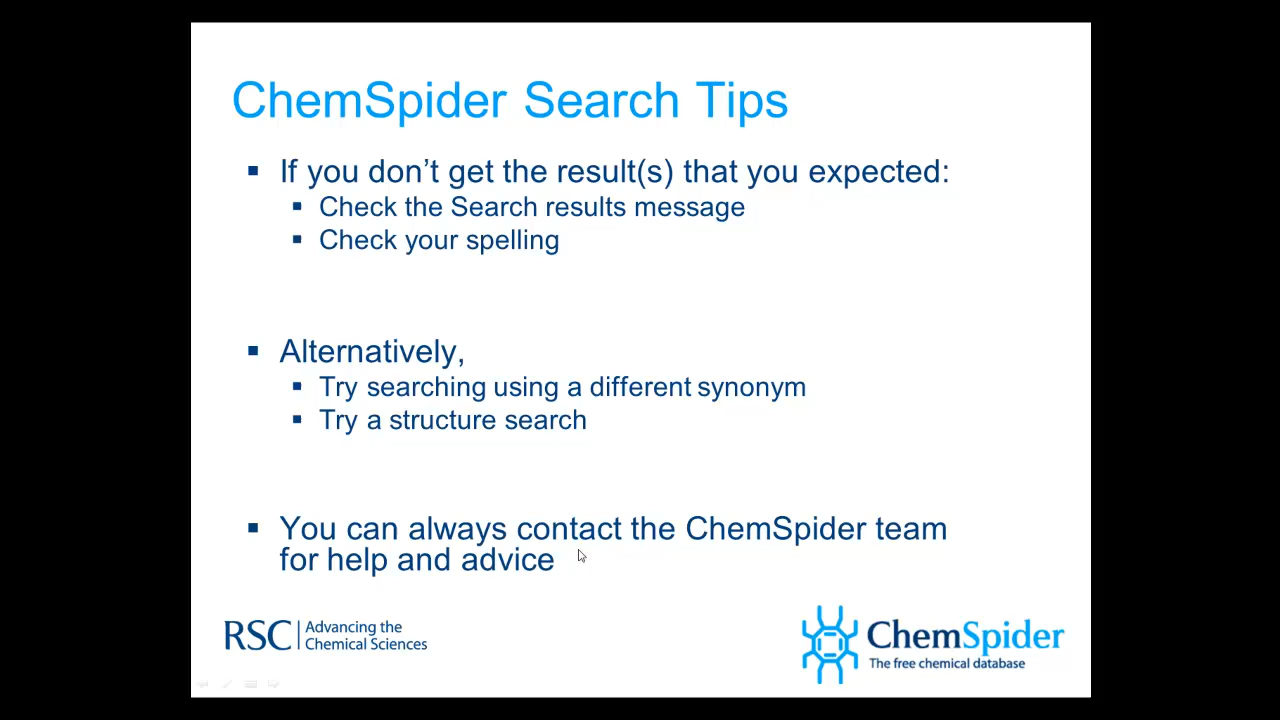 ChemSpider Search Tips
If you don’t get the result(s) that you expected:
Check the Search results message
Check your spelling
Alternatively,
Try searching using a different synonym
Try a structure search
You can always contact the ChemSpider team
for help and advice
RSC | Advancing the
Chemical Sciences
ChemSpider
The free chemical database